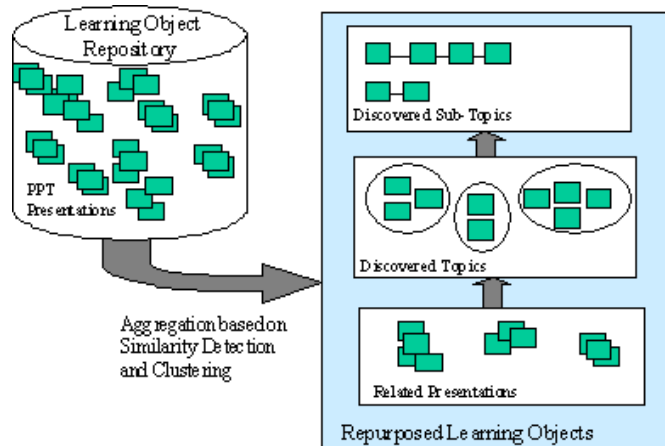 Learning Object
Repository
PPT
Presentations
Aggregation based on
Similarity Detection
and Clustering
Discovered Sub-Topics
Discovered Topics
Related Presentations
Repurposed Learning Objects